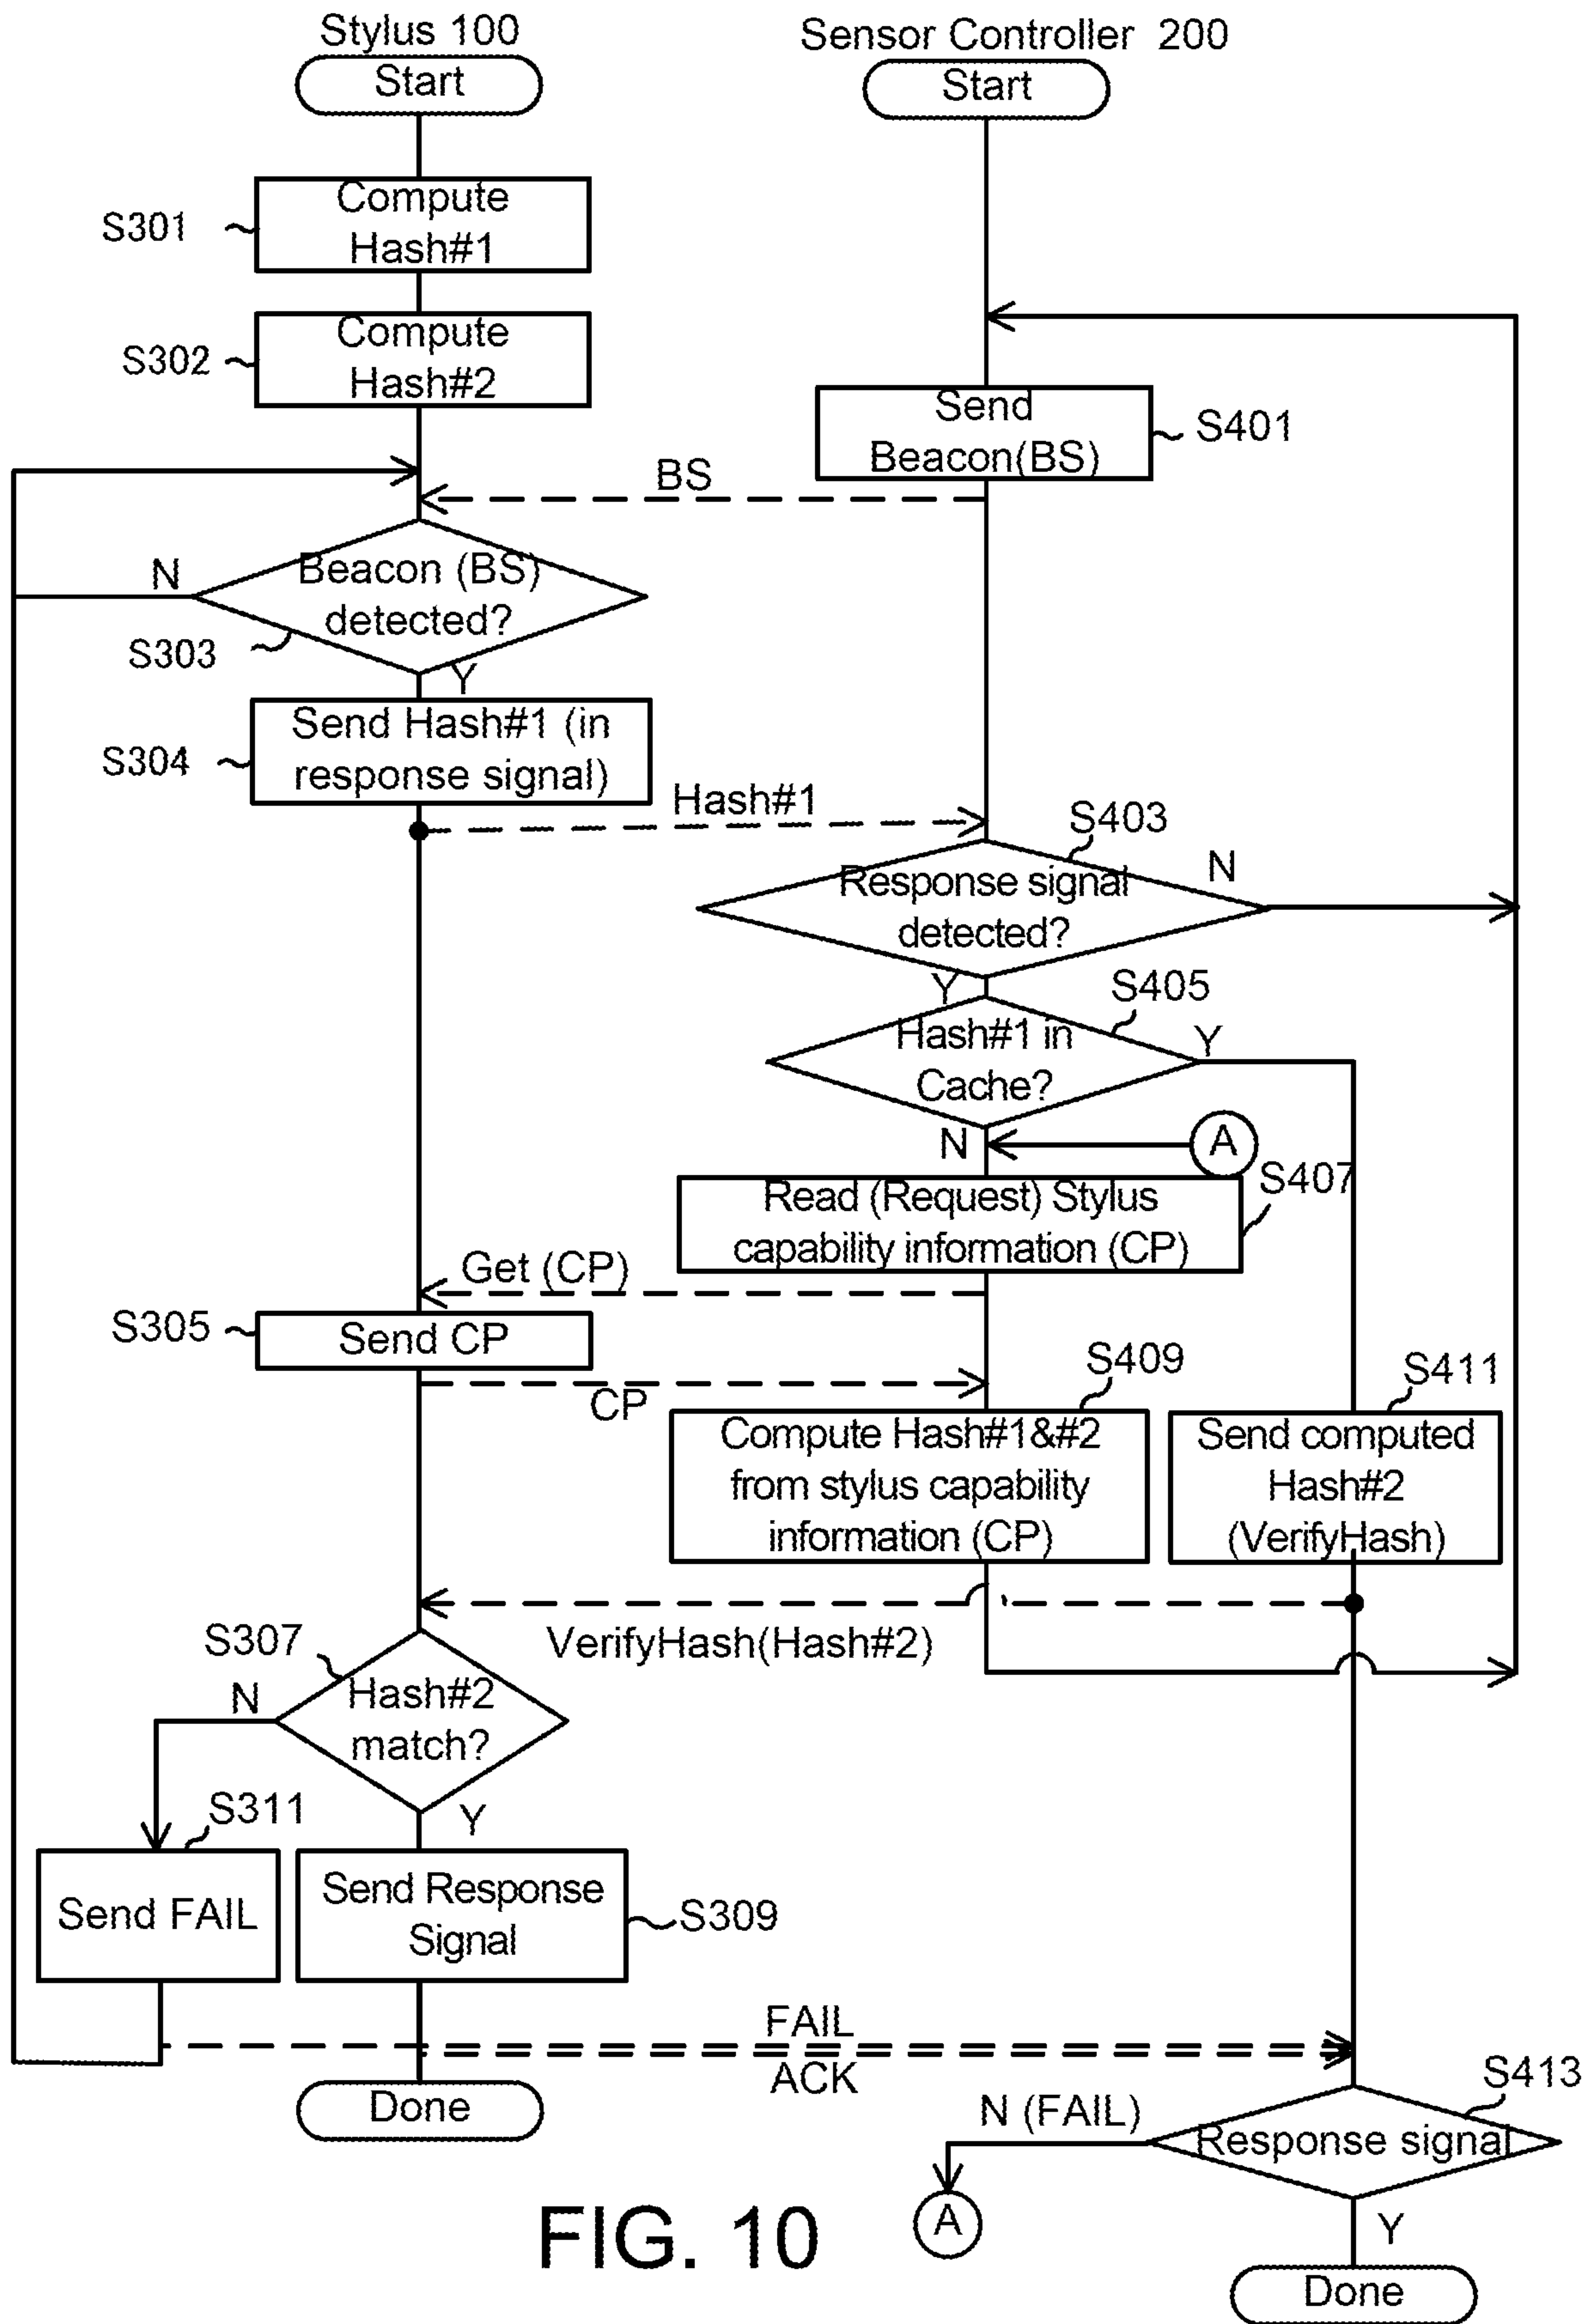 Stylus 100
Sensor Controller 200
Start
Start
Compute
Hash#1
S301
Compute
Hash#2
S302
Send
Beacon(BS)
S401
BS
Beacon (BS)
detected?
N
S303
Y
Send Hash#1 (in
response signal)
S304
Hash#1
S403
Response signal
detected?
N
Y
S405
Hash#1 in
Cache?
Y
N
A
S407
Read (Request) Stylus
capability information (CP)
Get (CP)
S305
Send CP
CP
S409
S411
Compute Hash#1&#2
from stylus capability
information (CP)
Send computed
Hash#2
(VerifyHash)
VerifyHash(Hash#2)
S307
N
Hash#2
match?
S311
Y
Send FAIL
Send Response
Signal
S309
FAIL
ACK
Done
S413
N (FAIL)
Response signal
A
Y
FIG. 10
Done